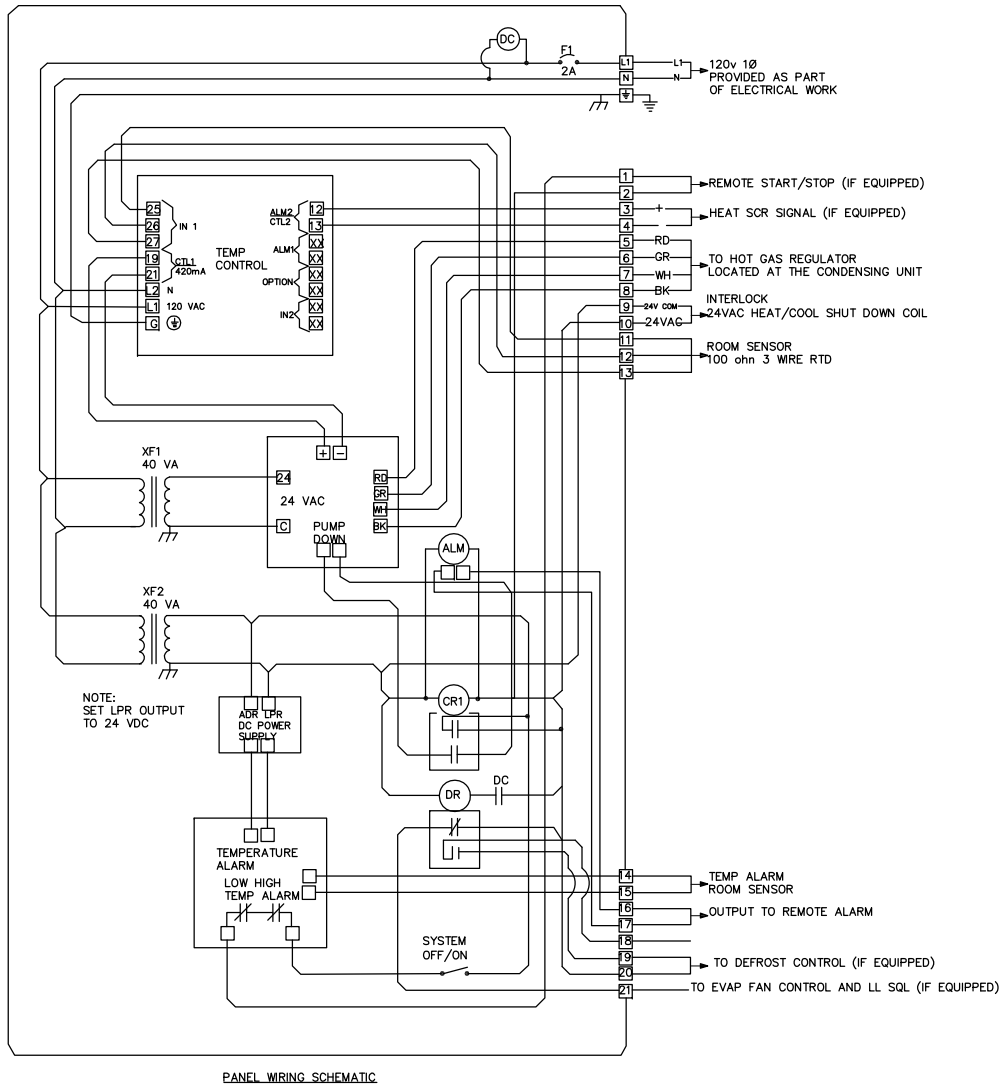 DC
F1
2A
L1
L1
120v 1Ø
N
N
PROVIDED AS PART
OF ELECTRICAL WORK
1
2
REMOTE START/STOP (IF EQUIPPED)
3
+
4
-
HEAT SCR SIGNAL (IF EQUIPPED)
5
RD
6
GR
7
WH
8
BK
TO HOT GAS REGULATOR
LOCATED AT THE CONDENSING UNIT
9
24V COM
10
24VAC
INTERLOCK
24VAC HEAT/COOL SHUT DOWN COIL
11
12
13
ROOM SENSOR
100 ohn 3 WIRE RTD
25
26
27
IN 1
19
21
CTL1
420mA
L2
N
L1
120 VAC
G
TEMP
CONTROL
ALM2
CTL2
12
13
ALM1
XX
XX
OPTION
XX
XX
IN2
XX
XX
XF1
40 VA
+
−
24
24 VAC
C
PUMP
DOWN
RD
GR
WH
BK
ALM
XF2
40 VA
NOTE:
SET LPR OUTPUT
TO 24 VDC
ADR LPR
DC POWER
SUPPLY
CR1
DR
DC
TEMPERATURE
ALARM
LOW HIGH
TEMP ALARM
SYSTEM
OFF/ON
14
15
TEMP ALARM
ROOM SENSOR
16
17
OUTPUT TO REMOTE ALARM
18
19
20
TO DEFROST CONTROL (IF EQUIPPED)
21
TO EVAP FAN CONTROL AND LL SQL (IF EQUIPPED)
PANEL WIRING SCHEMATIC